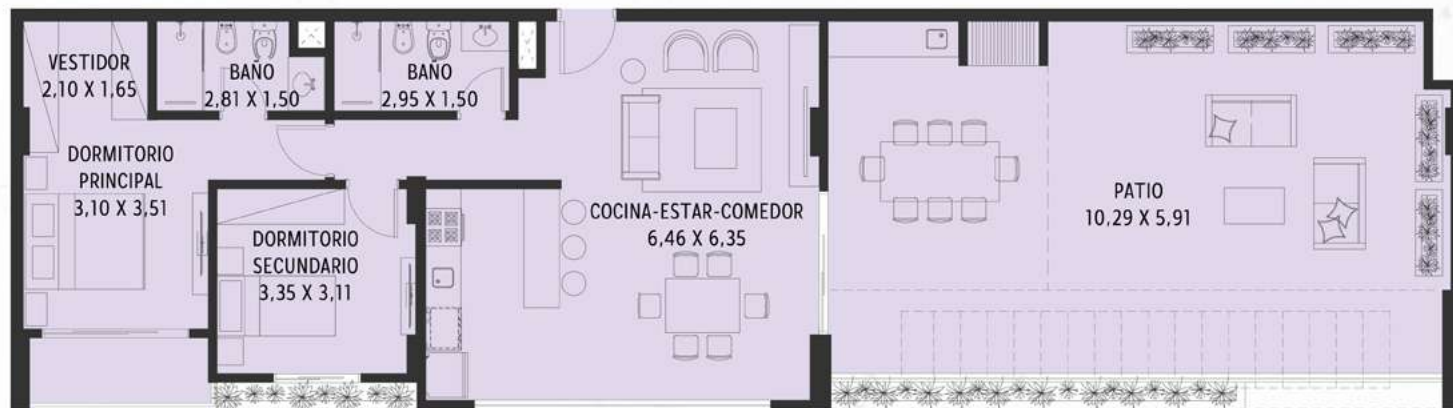 VESTIDOR
2,10 X 1,65
BAÑO
2,81 X 1,50
BAÑO
2,95 X 1,50
DORMITORIO
PRINCIPAL
3,10 X 3,51
DORMITORIO
SECUNDARIO
3,35 X 3,11
COCINA-ESTAR-COMEDOR
6,46 X 6,35
PATIO
10,29 X 5,91